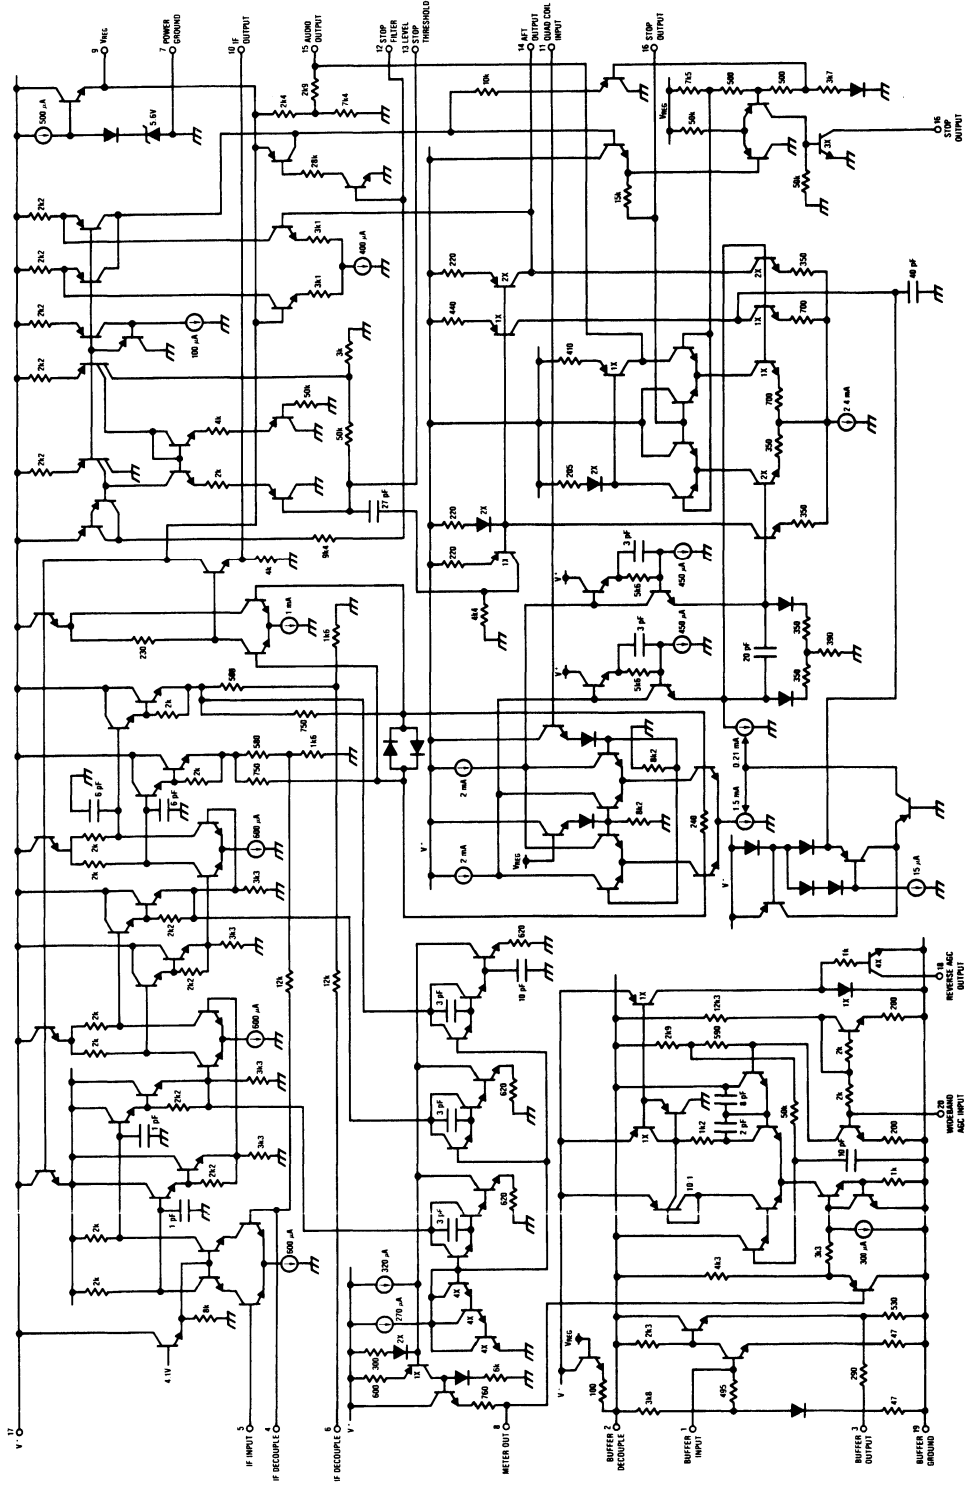 17
V+
9
VREG
7
POWER
GROUND
10
IF
OUTPUT
15
AUDIO
OUTPUT
12
STOP
FILTER
13
LEVEL
STOP
THRESHOLD
14
AFT
OUTPUT
11
QUAD COIL
INPUT
16
STOP
OUTPUT
16
STOP
OUTPUT
18
REVERSE AGC
OUTPUT
20
WIDEBAND
AGC INPUT
5
IF INPUT
4
IF DECOUPLE
6
IF DECOUPLE
8
METER OUT
2
BUFFER
DECOUPLE
1
BUFFER
INPUT
3
BUFFER
OUTPUT
19
BUFFER
GROUND
500 μA
5.6V
2k4
2k9
7k4
28k
2k2
2k2
2k2
2k2
2k2
3k1
3k1
400 μA
100 μA
3k
50k
50k
4k
2k
27 pF
9k4
4k
230
1 mA
1k6
2k
500
750
2k
580
750
1k6
6 pF
6 pF
2k
2k
600 μA
3k3
2k2
2k2
3k3
12k
12k
2k
2k
600 μA
3k3
2k2
1 pF
2k2
3k3
1 pF
2k
2k
600 μA
8k
4.1V
10k
7k5
500
500
3k7
VREG
50k
15k
50k
3X
220
2X
440
1X
410
1X
205
2X
220
2X
220
1X
4k4
2X
350
1X
700
40 pF
1X
700
350
2X
350
2.4 mA
3 pF
5k6
450 μA
3 pF
5k6
450 μA
V+
V+
20 pF
350
350
390
0.21 mA
1.5 mA
2 mA
2 mA
V+
VREG
8k2
8k2
240
V+
15 μA
620
10 pF
3 pF
620
3 pF
620
3 pF
320 μA
270 μA
4X
4X
4X
2X
300
600
1X
6k
760
V+
V+
VREG
100
3k8
2k3
495
290
47
47
530
4k3
3k3
300 μA
1k
10 pF
200
2k
2k
200
12k3
1X
1k
4X
1X
2k9
590
50k
8 pF
2 pF
1k2
1X
10:1